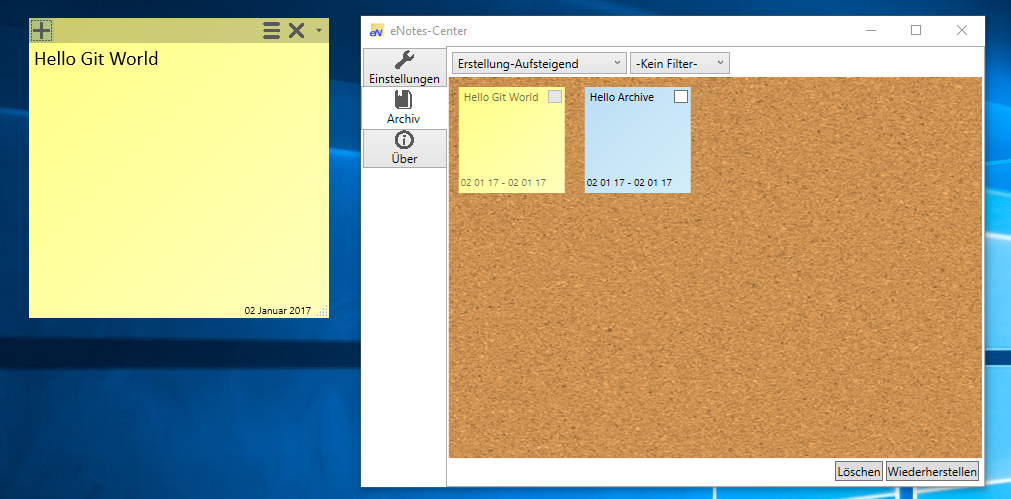 Hello Git World
02 Januar 2017
eN eNotes-Center
Einstellungen
Archiv
Über
Erstellung-Aufsteigend
-Kein Filter-
Hello Git World
02 01 17 - 02 01 17
Hello Archive
02 01 17 - 02 01 17
Löschen
Wiederherstellen